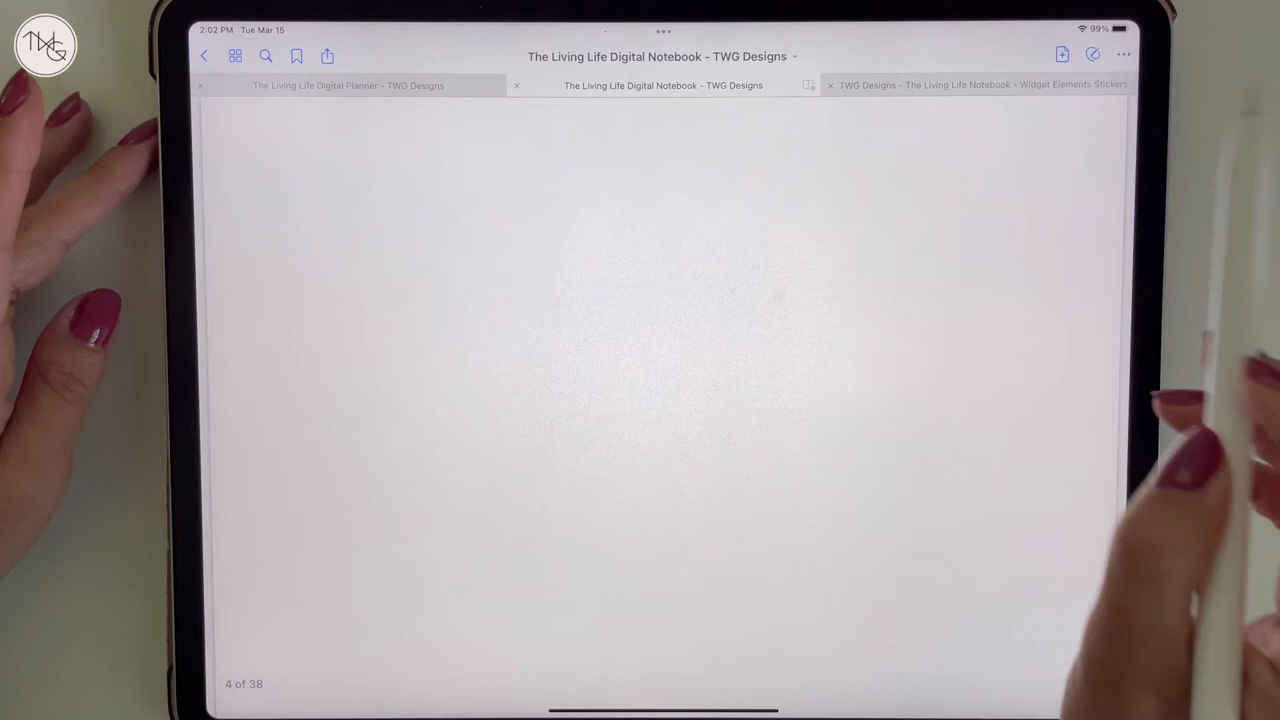 TWG
2:02 PM Tue Mar 15
99%
The Living Life Digital Notebook - TWG Designs
The Living Life Digital Planner - TWG Designs
The Living Life Digital Notebook - TWG Designs
TWG Designs - The Living Life Notebook - Widget Elements Stickers
4 of 38